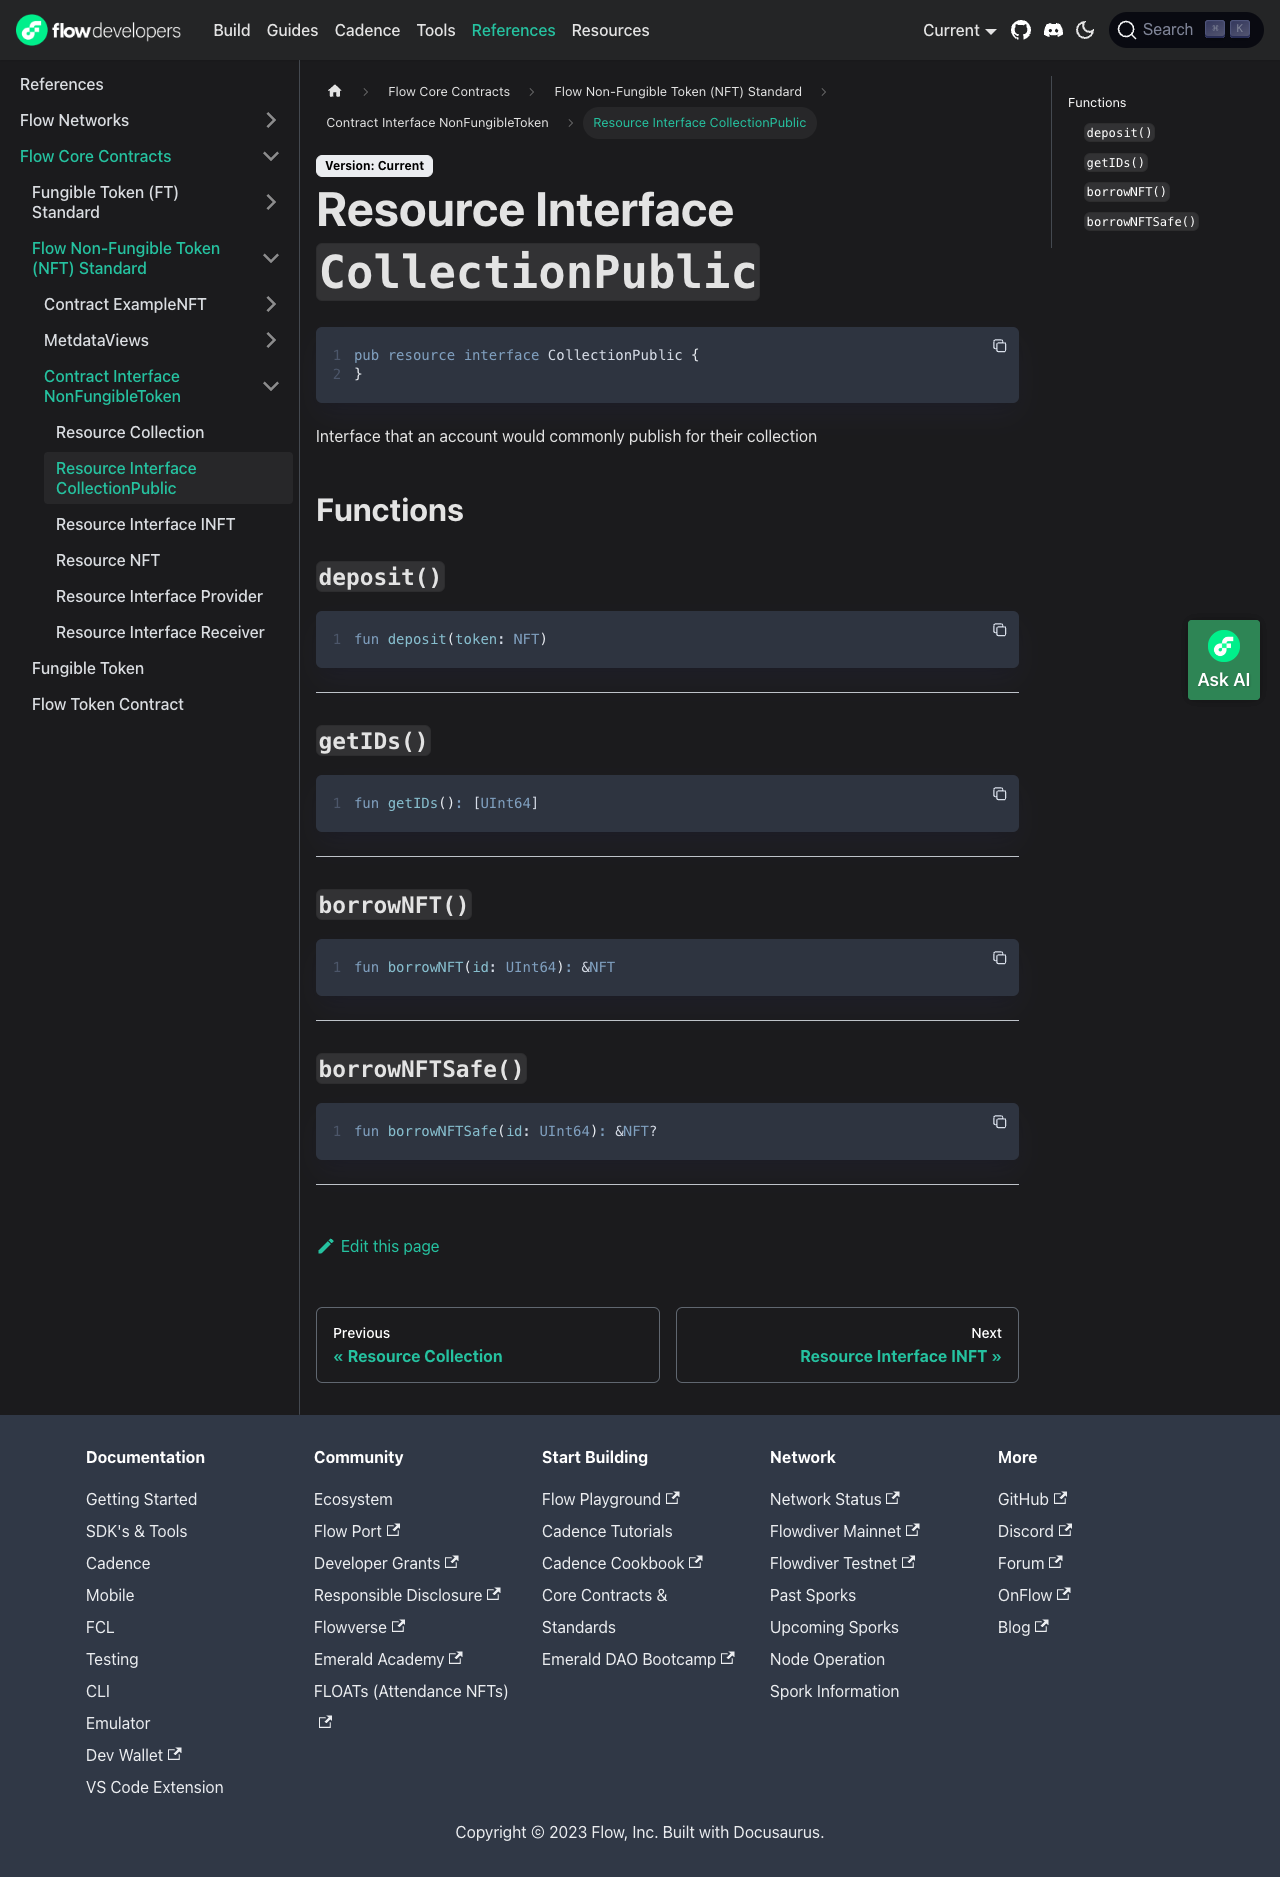 flowdevelopers
Build
Guides
Cadence
Tools
References
Resources
Current
Search
⌘ K
References
Flow Networks
Flow Core Contracts
Fungible Token (FT)
Standard
Flow Non-Fungible Token
(NFT) Standard
Contract ExampleNFT
MetdataViews
Contract Interface
NonFungibleToken
Resource Collection
Resource Interface
CollectionPublic
Resource Interface INFT
Resource NFT
Resource Interface Provider
Resource Interface Receiver
Fungible Token
Flow Token Contract
Flow Core Contracts
Flow Non-Fungible Token (NFT) Standard
Contract Interface NonFungibleToken
Resource Interface CollectionPublic
Version: Current
Resource Interface
CollectionPublic
1 pub resource interface CollectionPublic {
2 }
Interface that an account would commonly publish for their collection
Functions
deposit()
1 fun deposit(token: NFT)
getIDs()
1 fun getIDs(): [UInt64]
borrowNFT()
1 fun borrowNFT(id: UInt64): &NFT
borrowNFTSafe()
1 fun borrowNFTSafe(id: UInt64): &NFT?
Edit this page
Previous
« Resource Collection
Next
Resource Interface INFT »
Functions
deposit()
getIDs()
borrowNFT()
borrowNFTSafe()
Ask AI
Documentation
Getting Started
SDK's & Tools
Cadence
Mobile
FCL
Testing
CLI
Emulator
Dev Wallet
VS Code Extension
Community
Ecosystem
Flow Port
Developer Grants
Responsible Disclosure
Flowverse
Emerald Academy
FLOATs (Attendance NFTs)
Start Building
Flow Playground
Cadence Tutorials
Cadence Cookbook
Core Contracts &
Standards
Emerald DAO Bootcamp
Network
Network Status
Flowdiver Mainnet
Flowdiver Testnet
Past Sporks
Upcoming Sporks
Node Operation
Spork Information
More
GitHub
Discord
Forum
OnFlow
Blog
Copyright © 2023 Flow, Inc. Built with Docusaurus.